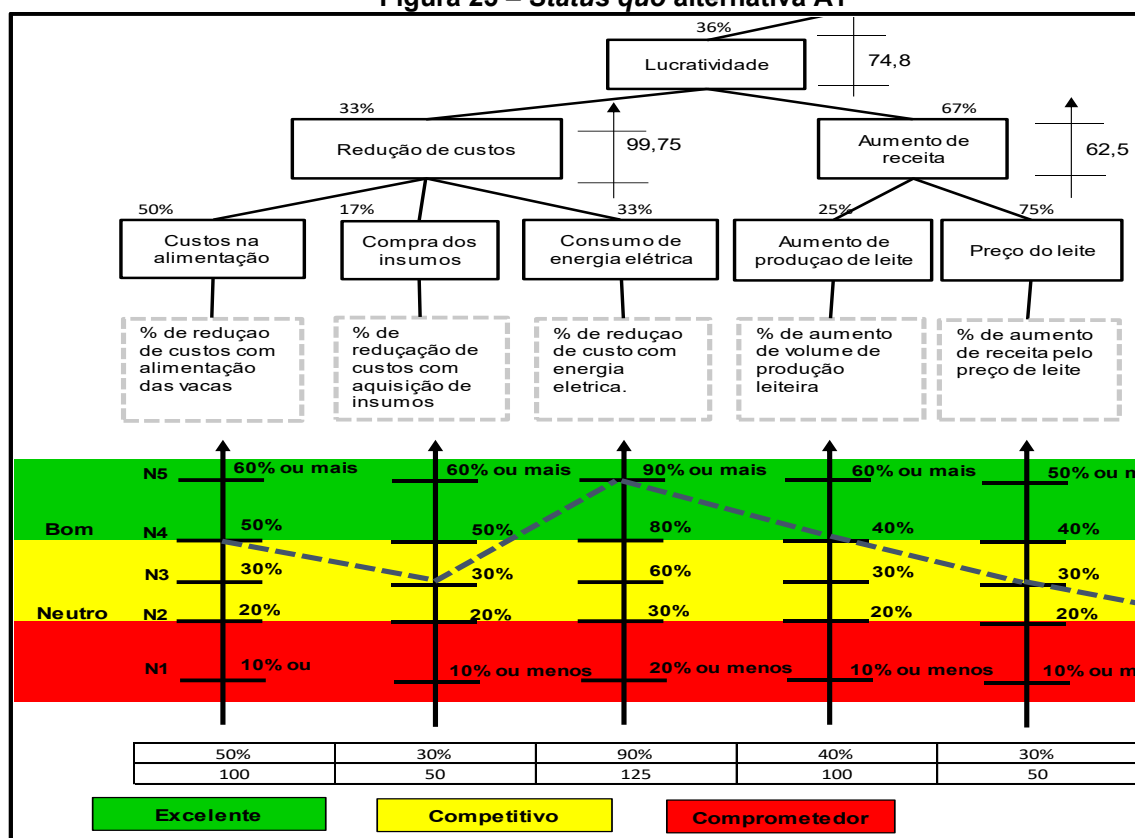 Figura 25 – Status quo alternativa A1
36%
Lucratividade
74,8
33%
67%
Redução de custos
99,75
Aumento de
receita
62,5
50%
17%
33%
25%
75%
Custos na
alimentação
Compra dos
insumos
Consumo de
energia elétrica
Aumento de
produçao de leite
Preço do leite
% de reduçao
de custos com
alimentação
das vacas
% de
reduçação de
custos com
aquisição de
insumos
% de reduçao
de custo com
energia
eletrica.
% de aumento
de volume de
produção
leiteira
% de aumento
de receita pelo
preço de leite
N5 60% ou mais 60% ou mais 90% ou mais 60% ou mais 50% ou m
Bom N4 50% 50% 80% 40% 40%
N3 30% 30% 60% 30% 30%
Neutro N2 20% 20% 30% 20% 20%
N1 10% ou 10% ou menos 20% ou menos 10% ou menos 10% ou m
50% 30% 90% 40% 30%
100 50 125 100 50
Excelente Competitivo Comprometedor